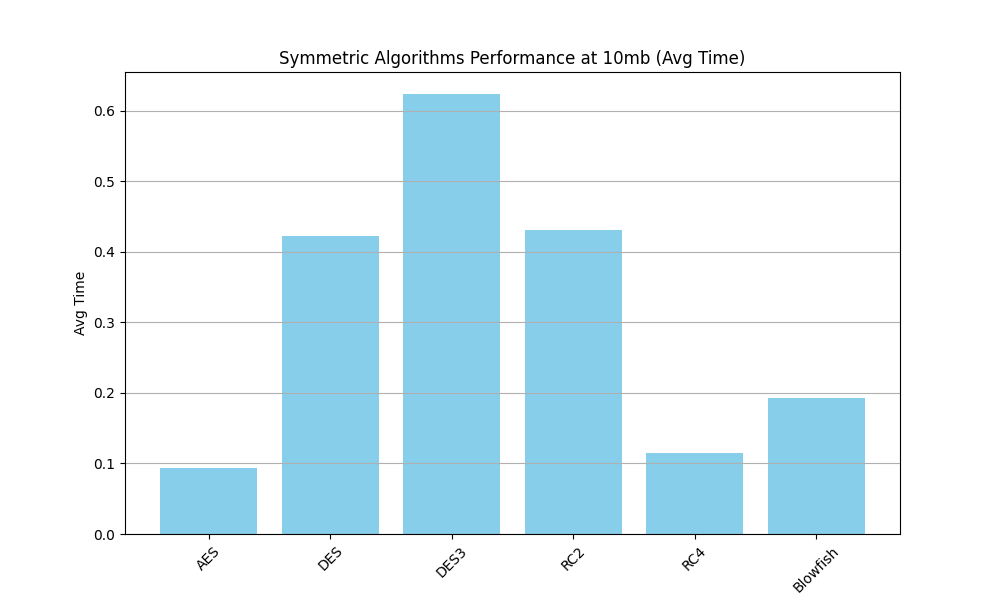 Symmetric Algorithms Performance at 10mb (Avg Time)
Avg Time
0.6
0.5
0.4
0.3
0.2
0.1
0.0
AES
DES
DES3
RC2
RC4
Blowfish